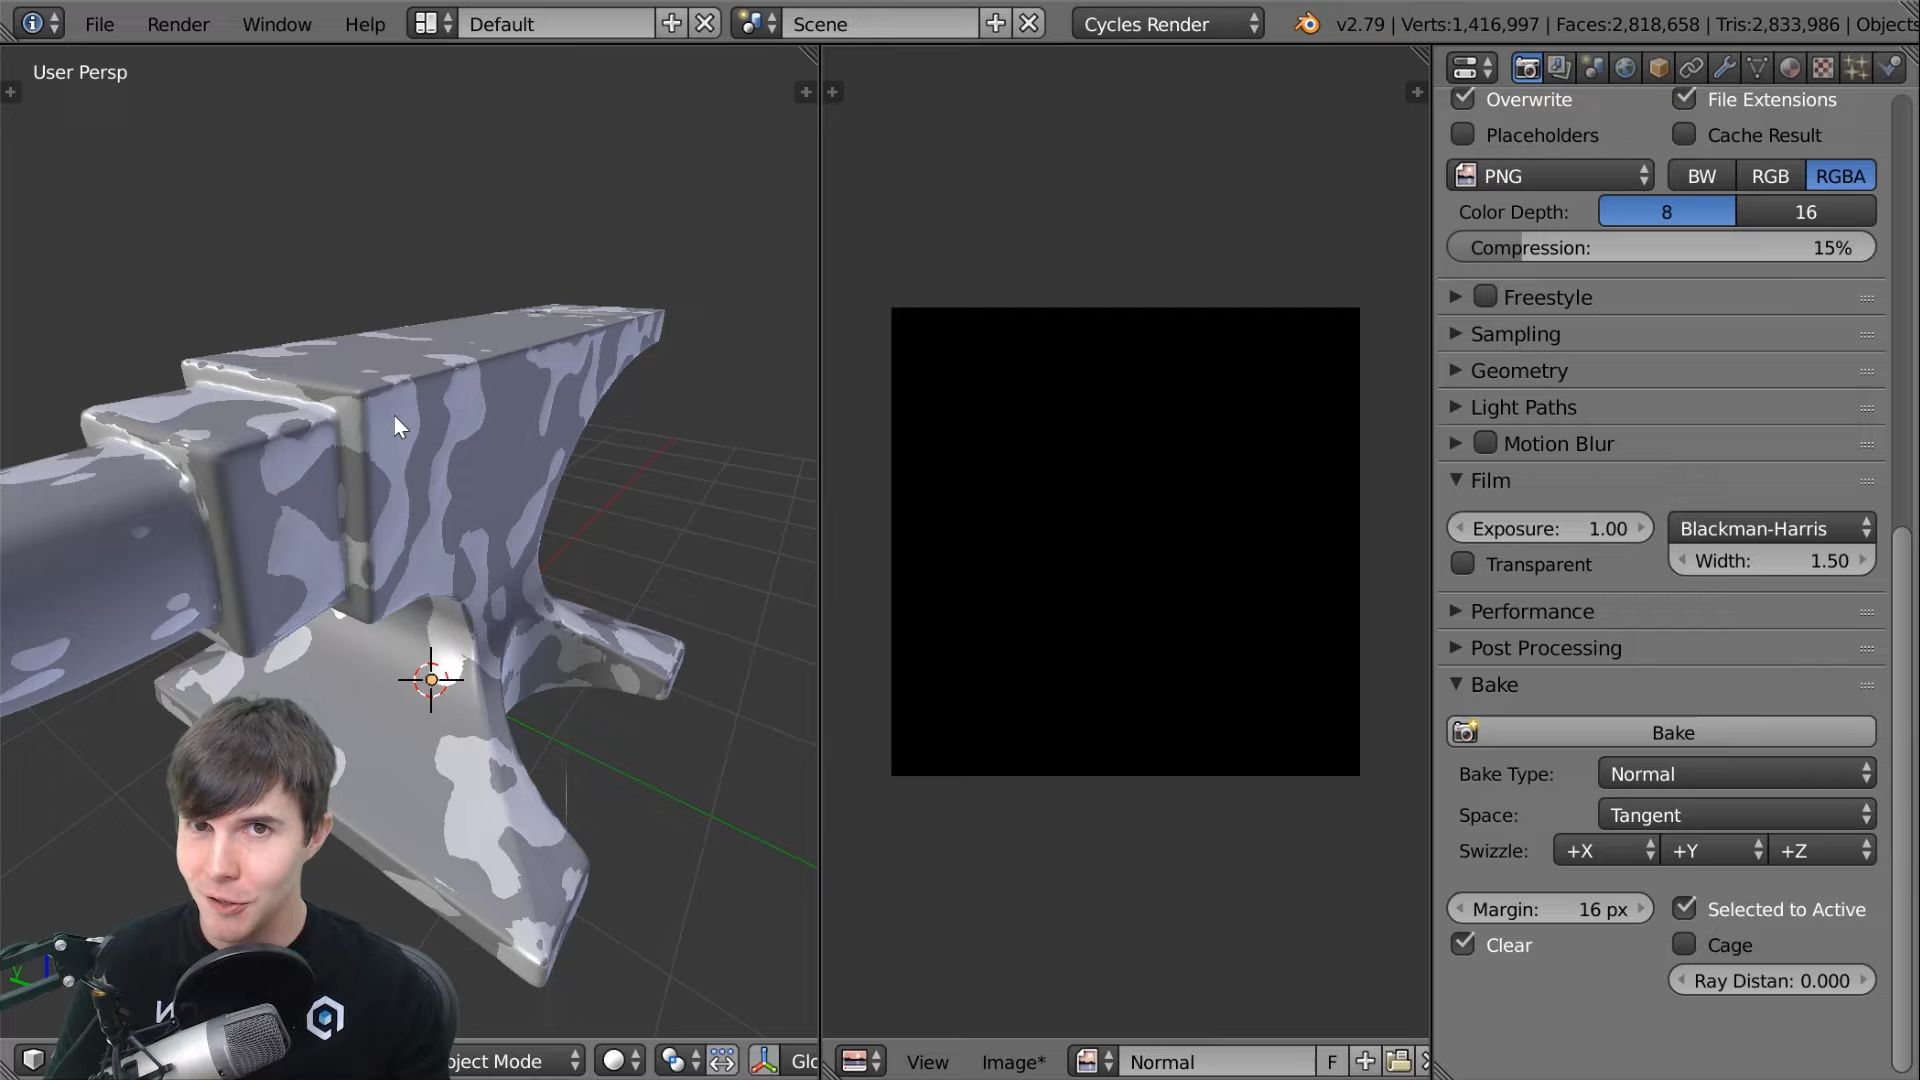 File Render Window Help Default Scene Cycles Render v2.79 | Verts:1,416,997 | Faces:2,818,658 | Tris:2,833,986 | Objects
User Persp
Overwrite File Extensions
Placeholders Cache Result
PNG BW RGB RGBA
Color Depth: 8 16
Compression: 15%
Freestyle
Sampling
Geometry
Light Paths
Motion Blur
Film
Exposure: 1.00 Blackman-Harris
Transparent Width: 1.50
Performance
Post Processing
Bake
Bake
Bake Type: Normal
Space: Tangent
Swizzle: +X +Y +Z
Margin: 16 px Selected to Active
Clear Cage
Ray Distan: 0.000
y
bject Mode Glo View Image* Normal F